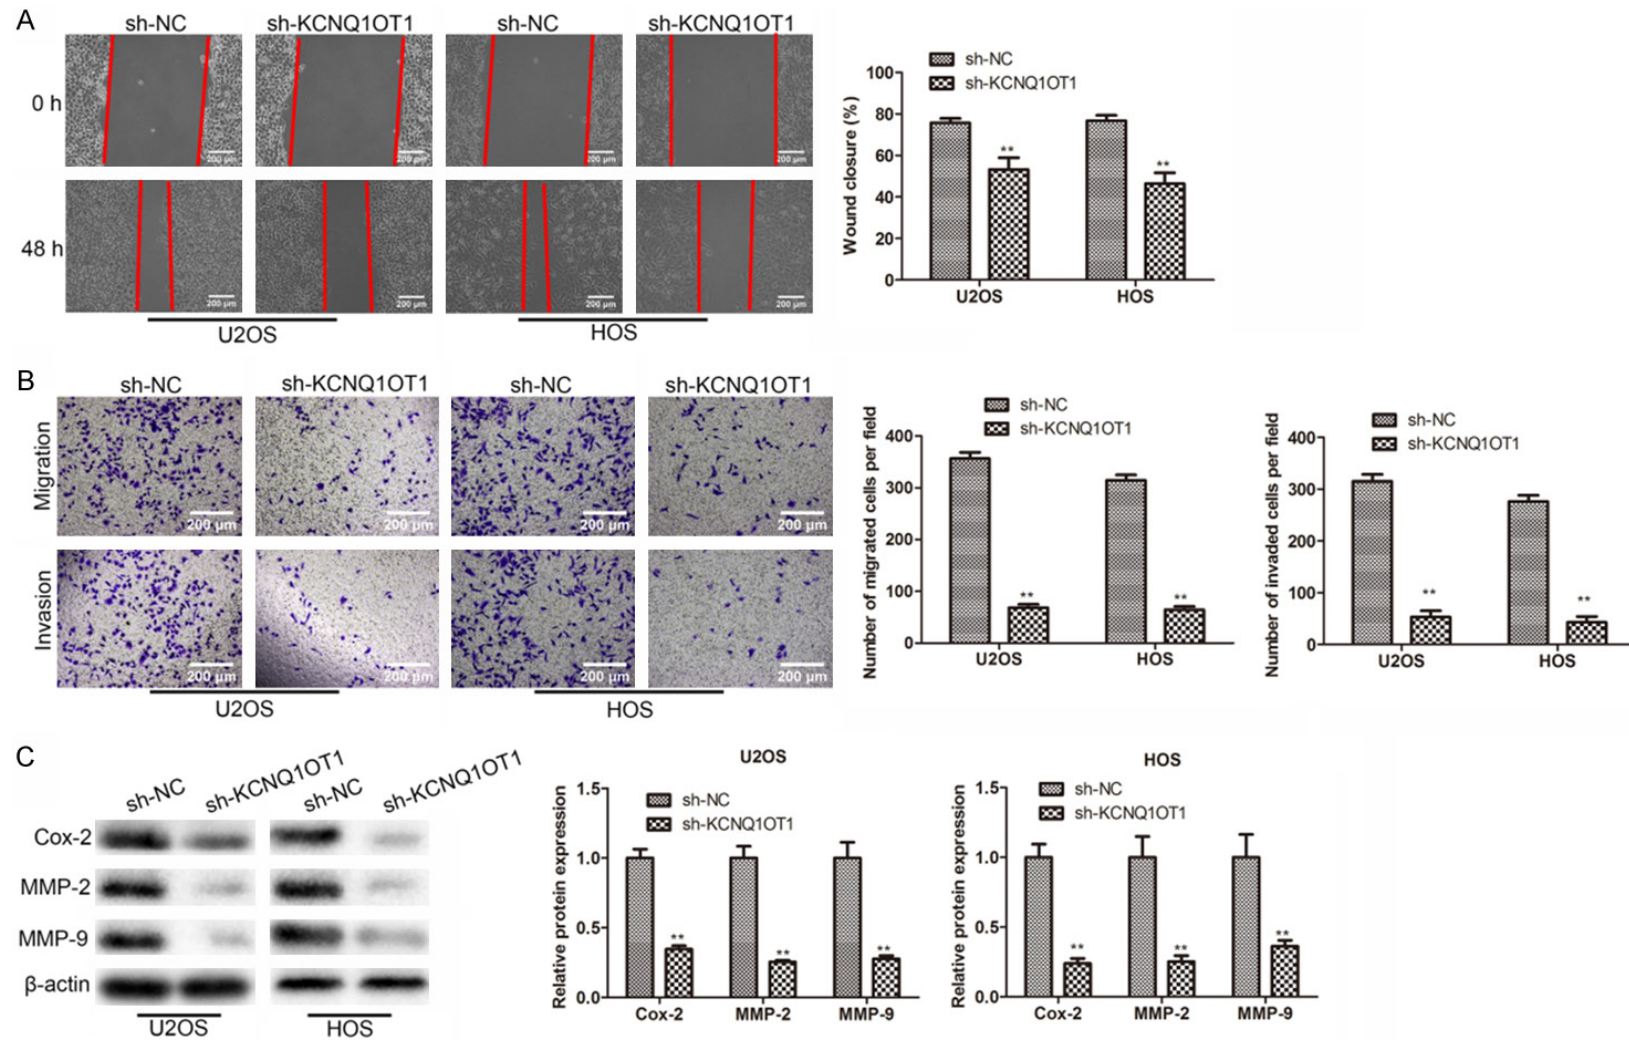 A
sh-NC sh-KCNQ1OT1 sh-NC sh-KCNQ1OT1
0 h
200 µm 200 µm 200 µm 200 µm
48 h
200 µm 200 µm 200 µm 200 µm
U2OS HOS
sh-NC
sh-KCNQ1OT1
Wound closure (%)
100
80
60
40
20
0
**
**
U2OS HOS
B
sh-NC sh-KCNQ1OT1 sh-NC sh-KCNQ1OT1
Migration
200 µm 200 µm 200 µm 200 µm
Invasion
200 µm 200 µm 200 µm 200 µm
U2OS HOS
sh-NC
sh-KCNQ1OT1
Number of migrated cells per field
400
300
200
100
0
** **
U2OS HOS
sh-NC
sh-KCNQ1OT1
Number of invaded cells per field
400
300
200
100
0
** **
U2OS HOS
C
sh-NC sh-KCNQ1OT1 sh-NC sh-KCNQ1OT1
Cox-2
MMP-2
MMP-9
β-actin
U2OS HOS
U2OS
sh-NC
sh-KCNQ1OT1
Relative protein expression
1.5
1.0
0.5
0.0
** ** **
Cox-2 MMP-2 MMP-9
HOS
sh-NC
sh-KCNQ1OT1
Relative protein expression
1.5
1.0
0.5
0.0
** ** **
Cox-2 MMP-2 MMP-9